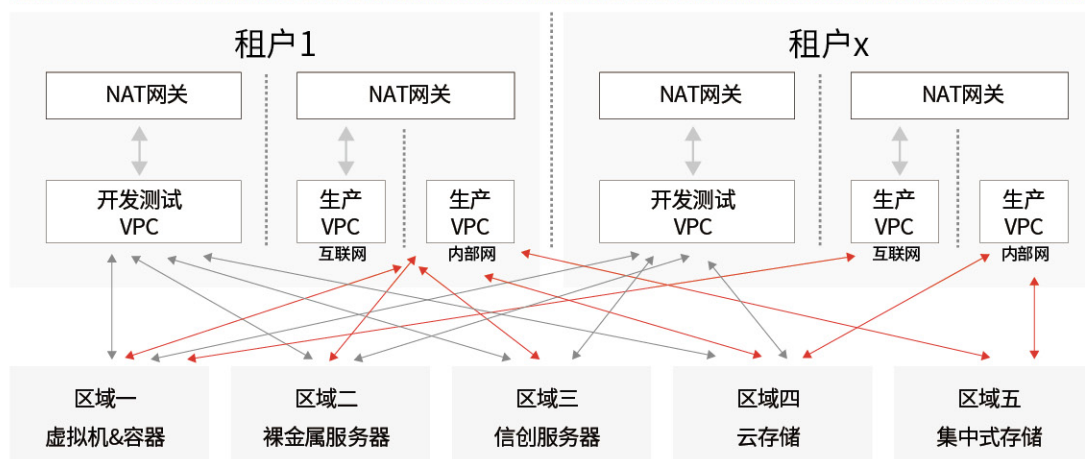 租户1
租户x
NAT网关
NAT网关
NAT网关
NAT网关
开发测试
VPC
生产
VPC
互联网
生产
VPC
内部网
开发测试
VPC
生产
VPC
互联网
生产
VPC
内部网
区域一
虚拟机&容器
区域二
裸金属服务器
区域三
信创服务器
区域四
云存储
区域五
集中式存储